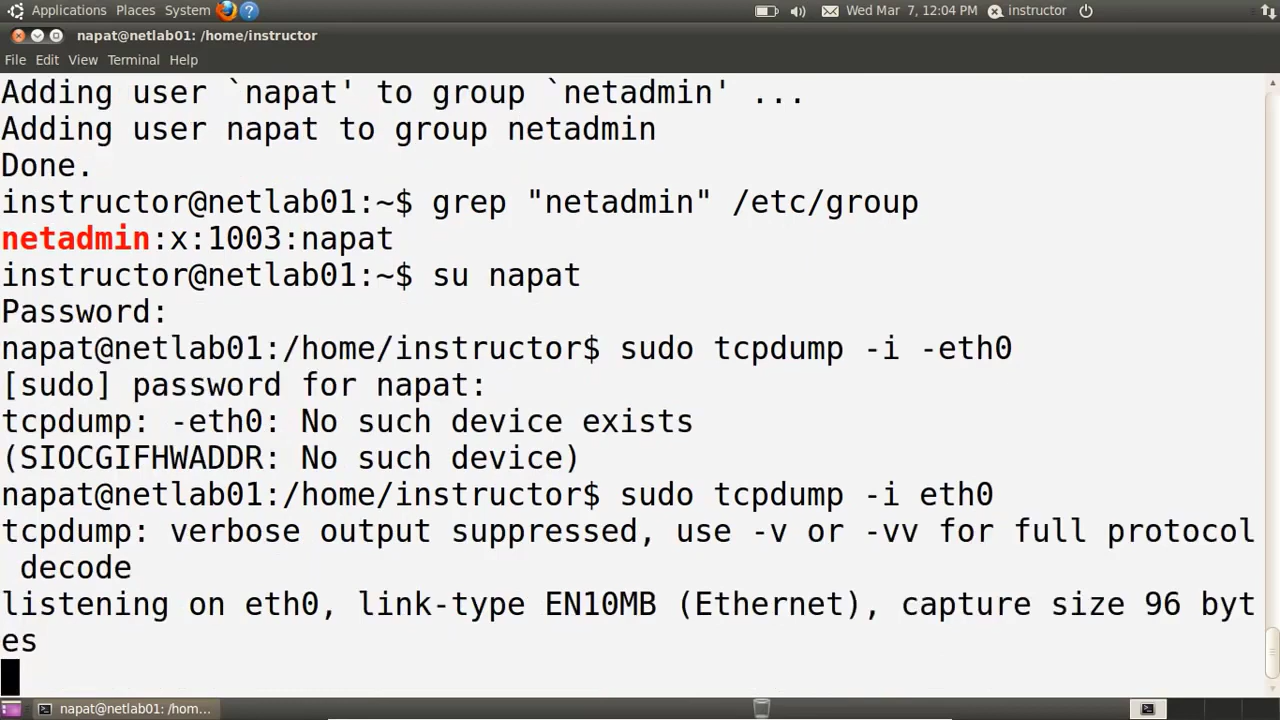 Applications Places System Wed Mar 7, 12:04 PM instructor
napat@netlab01: /home/instructor
File Edit View Terminal Help
Adding user `napat' to group `netadmin' ...
Adding user napat to group netadmin
Done.
instructor@netlab01:~$ grep "netadmin" /etc/group
netadmin:x:1003:napat
instructor@netlab01:~$ su napat
Password:
napat@netlab01:/home/instructor$ sudo tcpdump -i -eth0
[sudo] password for napat:
tcpdump: -eth0: No such device exists
(SIOCGIFHWADDR: No such device)
napat@netlab01:/home/instructor$ sudo tcpdump -i eth0
tcpdump: verbose output suppressed, use -v or -vv for full protocol
 decode
listening on eth0, link-type EN10MB (Ethernet), capture size 96 byt
es
napat@netlab01: /hom...